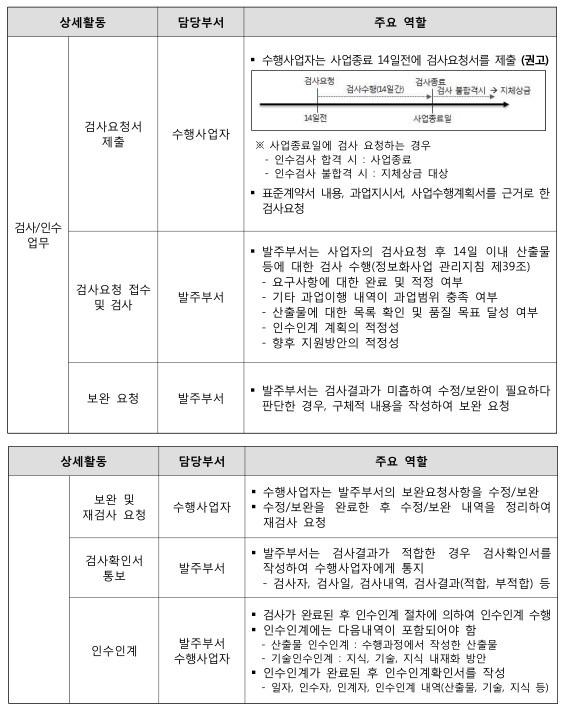 상세활동 담당부서 주요 역할
검사/인수
업무
검사요청서
제출
수행사업자
▪ 수행사업자는 사업종료 14일전에 검사요청서를 제출 (권고)
검사요청 검사종료
검사수행(14일간) 검사 불합격시 → 지체상금
14일전 사업종료일
※ 사업종료일에 검사 요청하는 경우
- 인수검사 합격 시 : 사업종료
- 인수검사 불합격 시 : 지체상금 대상
▪ 표준계약서 내용, 과업지시서, 사업수행계획서를 근거로 한
검사요청
검사요청 접수
및 검사
발주부서
▪ 발주부서는 사업자의 검사요청 후 14일 이내 산출물
등에 대한 검사 수행(정보화사업 관리지침 제39조)
- 요구사항에 대한 완료 및 적정 여부
- 기타 과업이행 내역이 과업범위 충족 여부
- 산출물에 대한 목록 확인 및 품질 목표 달성 여부
- 인수인계 계획의 적정성
- 향후 지원방안의 적정성
보완 요청
발주부서
▪ 발주부서는 검사결과가 미흡하여 수정/보완이 필요하다
판단한 경우, 구체적 내용을 작성하여 보완 요청
상세활동 담당부서 주요 역할
보완 및
재검사 요청
수행사업자
▪ 수행사업자는 발주부서의 보완요청사항을 수정/보완
▪ 수정/보완을 완료한 후 수정/보완 내역을 정리하여
재검사 요청
검사확인서
통보
발주부서
▪ 발주부서는 검사결과가 적합한 경우 검사확인서를
작성하여 수행사업자에게 통지
- 검사자, 검사일, 검사내역, 검사결과(적합, 부적합) 등
인수인계
발주부서
수행사업자
▪ 검사가 완료된 후 인수인계 절차에 의하여 인수인계 수행
▪ 인수인계에는 다음내역이 포함되어야 함
- 산출물 인수인계 : 수행과정에서 작성한 산출물
- 기술인수인계 : 지식, 기술, 지식 내재화 방안
▪ 인수인계가 완료된 후 인수인계확인서를 작성
- 일자, 인수자, 인계자, 인수인계 내역(산출물, 기술, 지식 등)